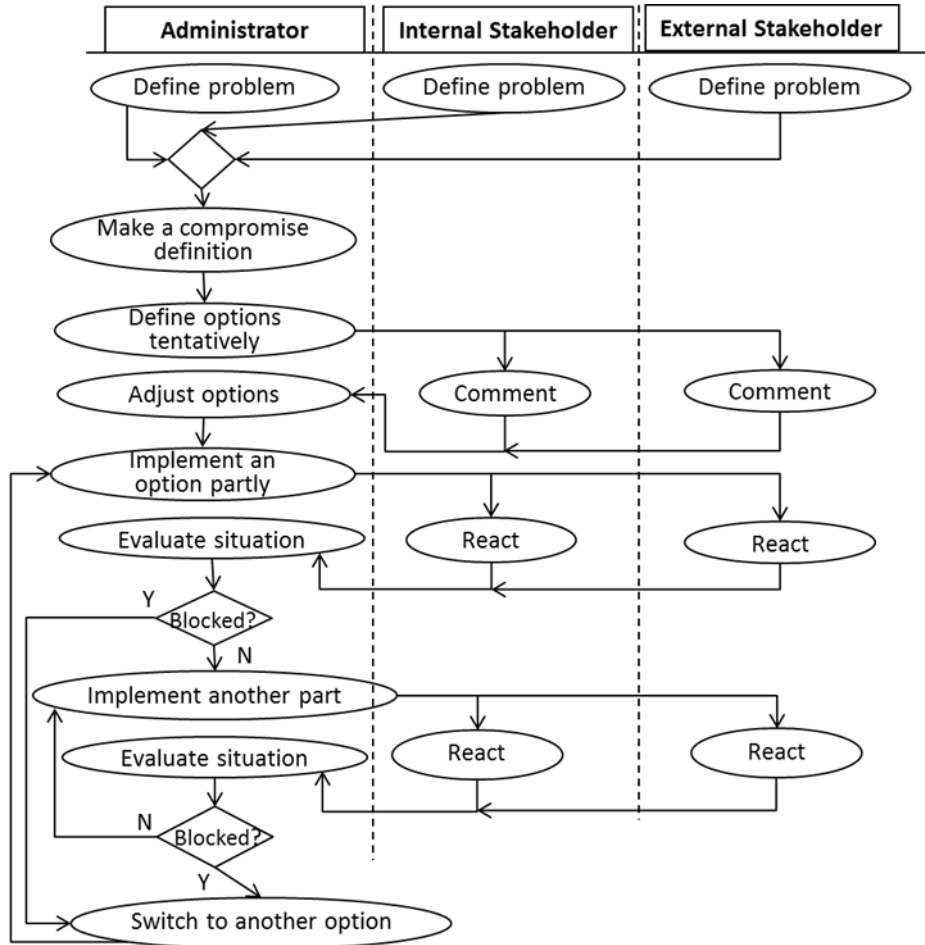 Administrator
Internal Stakeholder
External Stakeholder
Define problem
Define problem
Define problem
Make a compromise
definition
Define options
tentatively
Comment
Comment
Adjust options
Implement an
option partly
React
React
Evaluate situation
Y
Blocked?
N
Implement another part
React
React
Evaluate situation
N
Blocked?
Y
Switch to another option